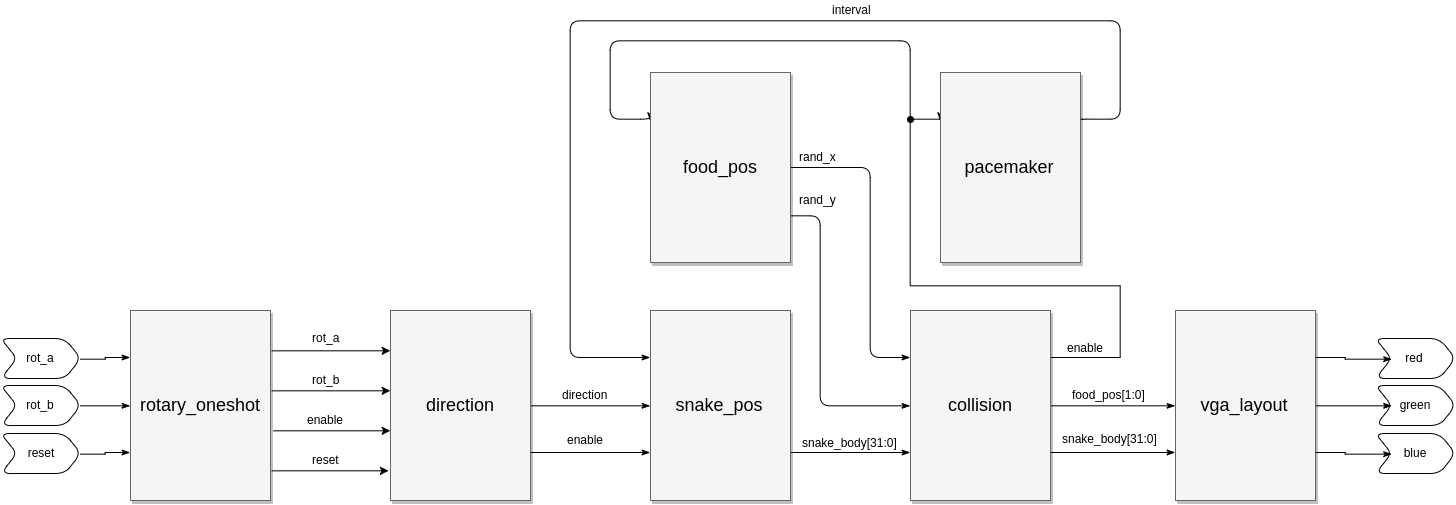 interval
food_pos
pacemaker
rand_x
rand_y
rot_a
rot_b
reset
rotary_oneshot
rot_a
rot_b
enable
reset
direction
direction
enable
snake_pos
snake_body[31:0]
collision
enable
food_pos[1:0]
snake_body[31:0]
vga_layout
red
green
blue